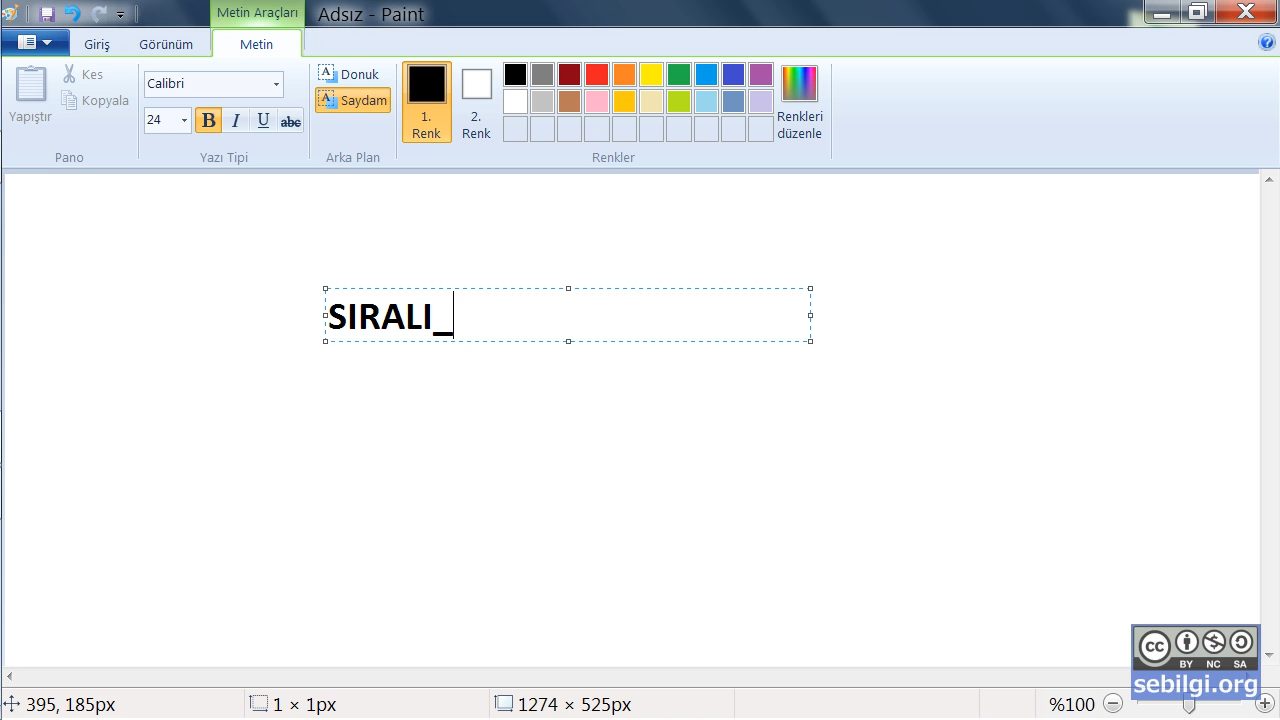 Metin Araçları
Adsız - Paint
Giriş
Görünüm
Metin
Yapıştır
Kes
Kopyala
Pano
Calibri
24
B I U abc
Yazı Tipi
A Donuk
A Saydam
Arka Plan
1.
Renk
2.
Renk
Renkleri
düzenle
Renkler
SIRALI_
cc
BY NC SA
sebilgi.org
395, 185px
1 × 1px
1274 × 525px
%100